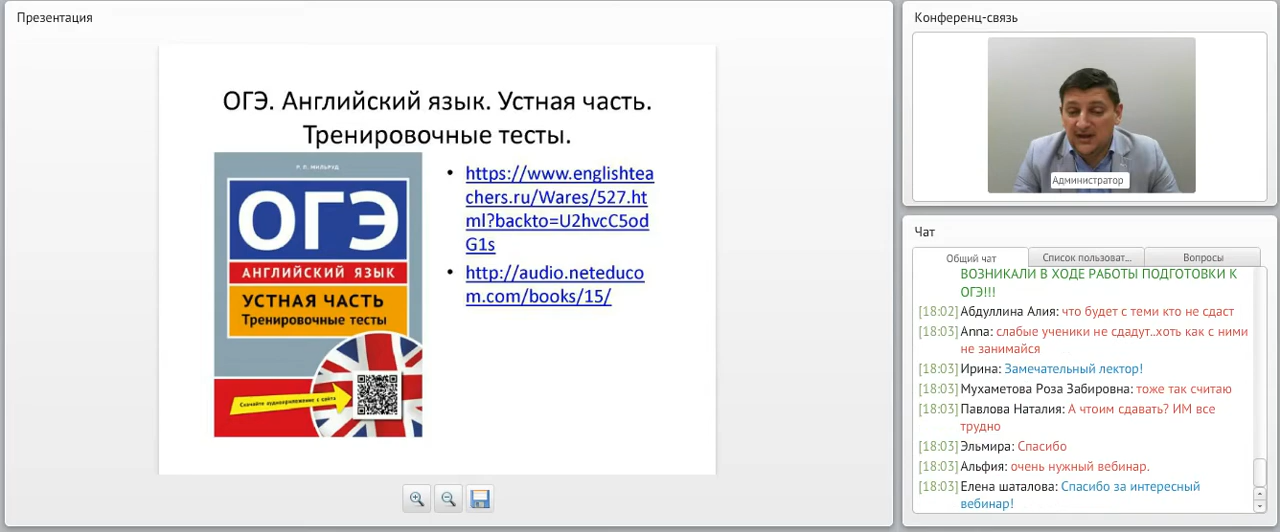 Презентация
ОГЭ. Английский язык. Устная часть.
Тренировочные тесты.
Р. П. МИЛЬРУД
ОГЭ
АНГЛИЙСКИЙ ЯЗЫК
УСТНАЯ ЧАСТЬ
Тренировочные тесты
Скачайте аудиоприложение с сайта
• https://www.englishtea
chers.ru/Wares/527.ht
ml?backto=U2hvcC5od
G1s
• http://audio.neteduco
m.com/books/15/
Конференц-связь
Администратор
Чат
Общий чат
Список пользоват...
Вопросы
ВОЗНИКАЛИ В ХОДЕ РАБОТЫ ПОДГОТОВКИ К
ОГЭ!!!
[18:02] Абдуллина Алия: что будет с теми кто не сдаст
[18:03] Anna: слабые ученики не сдадут..хоть как с ними
не занимайся
[18:03] Ирина: Замечательный лектор!
[18:03] Мухаметова Роза Забировна: тоже так считаю
[18:03] Павлова Наталия: А чтоим сдавать? ИМ все
трудно
[18:03] Эльмира: Спасибо
[18:03] Альфия: очень нужный вебинар.
[18:03] Елена шаталова: Спасибо за интересный
вебинар!